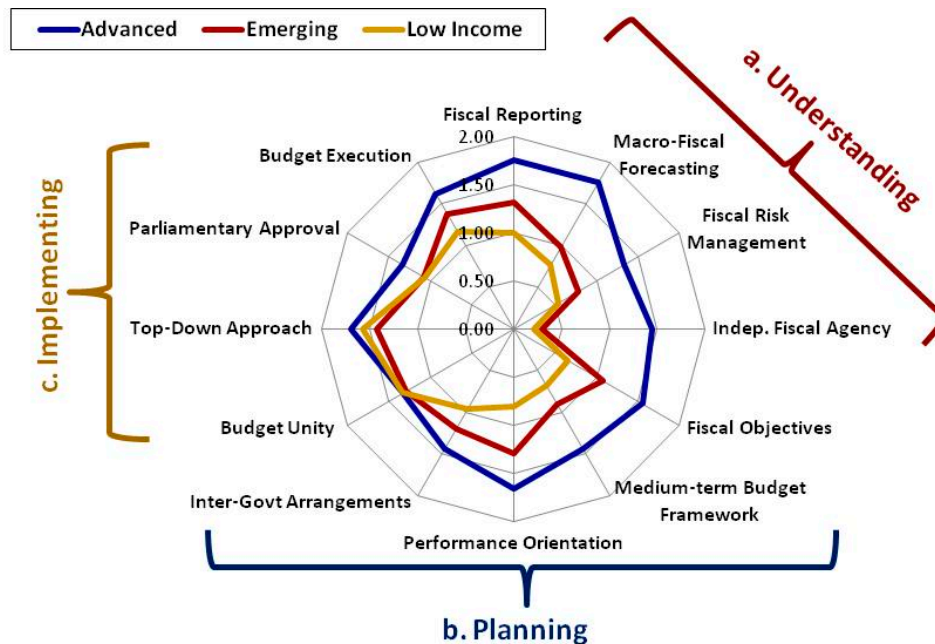 Advanced Emerging Low Income
a. Understanding
Fiscal Reporting
Macro-Fiscal
Forecasting
Fiscal Risk
Management
Indep. Fiscal Agency
Fiscal Objectives
Medium-term Budget
Framework
Performance Orientation
Inter-Govt Arrangements
Budget Unity
Top-Down Approach
Parliamentary Approval
Budget Execution
2.00
1.50
1.00
0.50
0.00
c. Implementing
b. Planning